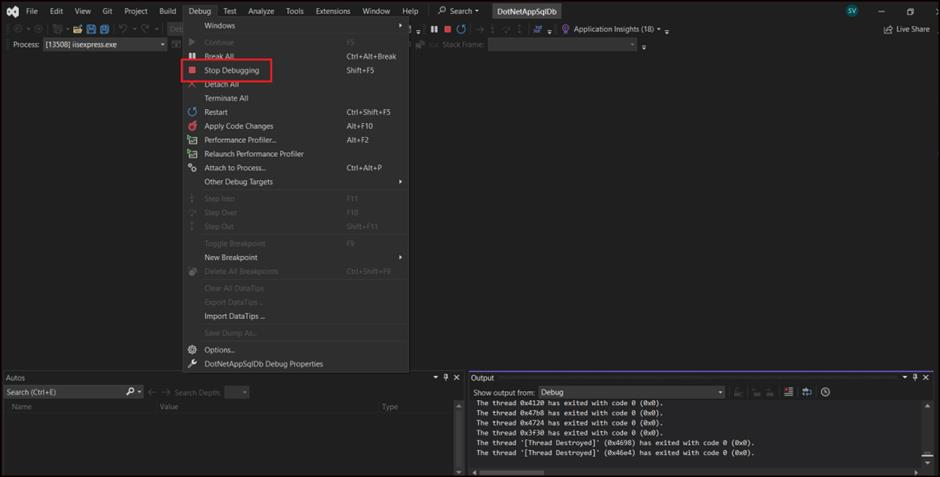 File Edit View Git Project Build Debug Test Analyze Tools Extensions Window Help Search DotNetAppSqlDb SV
Application Insights (18) Live Share
Process: [13508] iisexpress.exe Stack Frame:
Windows
Continue F5
Break All Ctrl+Alt+Break
Stop Debugging Shift+F5
Detach All
Terminate All
Restart Ctrl+Shift+F5
Apply Code Changes Alt+F10
Performance Profiler... Alt+F2
Relaunch Performance Profiler
Attach to Process... Ctrl+Alt+P
Other Debug Targets
Step Into F11
Step Over F10
Step Out Shift+F11
Toggle Breakpoint F9
New Breakpoint
Delete All Breakpoints Ctrl+Shift+F9
Clear All DataTips
Export DataTips ...
Import DataTips ...
Save Dump As...
Options...
DotNetAppSqlDb Debug Properties
Autos
Search (Ctrl+E) Search Depth:
Name Value Type
Output
Show output from: Debug
The thread 0x4120 has exited with code 0 (0x0).
The thread 0x47b8 has exited with code 0 (0x0).
The thread 0x4724 has exited with code 0 (0x0).
The thread 0x3f30 has exited with code 0 (0x0).
The thread '[Thread Destroyed]' (0x4698) has exited with code 0 (0x0).
The thread '[Thread Destroyed]' (0x46e4) has exited with code 0 (0x0).